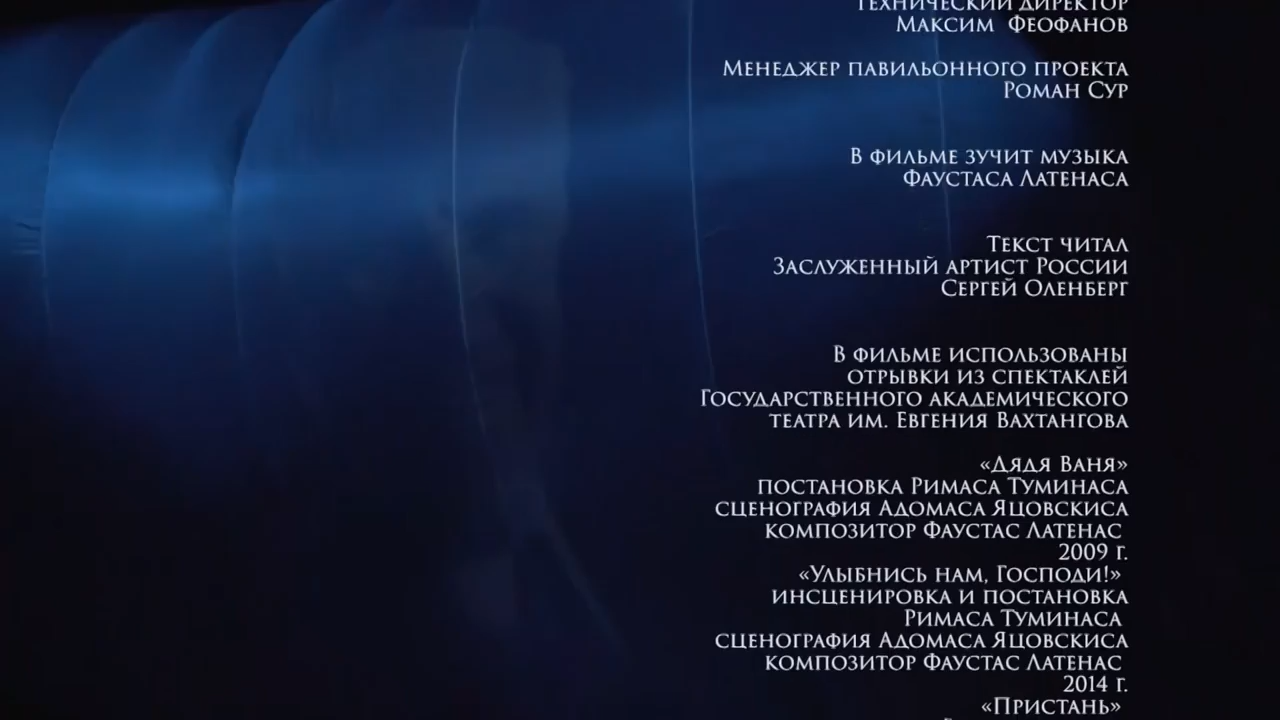 ТЕХНИЧЕСКИЙ ДИРЕКТОР
МАКСИМ ФЕОФАНОВ
МЕНЕДЖЕР ПАВИЛЬОННОГО ПРОЕКТА
РОМАН СУР
В ФИЛЬМЕ ЗУЧИТ МУЗЫКА
ФАУСТАСА ЛАТЕНАСА
ТЕКСТ ЧИТАЛ
ЗАСЛУЖЕННЫЙ АРТИСТ РОССИИ
СЕРГЕЙ ОЛЕНБЕРГ
В ФИЛЬМЕ ИСПОЛЬЗОВАНЫ
ОТРЫВКИ ИЗ СПЕКТАКЛЕЙ
ГОСУДАРСТВЕННОГО АКАДЕМИЧЕСКОГО
ТЕАТРА ИМ. ЕВГЕНИЯ ВАХТАНГОВА
«ДЯДЯ ВАНЯ»
ПОСТАНОВКА РИМАСА ТУМИНАСА
СЦЕНОГРАФИЯ АДОМАСА ЯЦОВСКИСА
КОМПОЗИТОР ФАУСТАС ЛАТЕНАС
2009 Г.
«УЛЫБНИСЬ НАМ, ГОСПОДИ!»
ИНСЦЕНИРОВКА И ПОСТАНОВКА
РИМАСА ТУМИНАСА
СЦЕНОГРАФИЯ АДОМАСА ЯЦОВСКИСА
КОМПОЗИТОР ФАУСТАС ЛАТЕНАС
2014 Г.
«ПРИСТАНЬ»